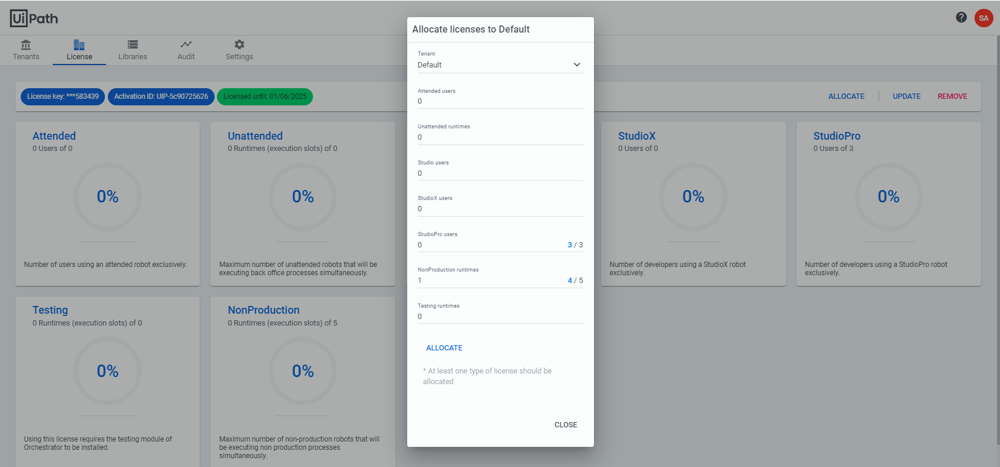 UiPath
SA
Tenants
License
Libraries
Audit
Settings
License key: ***583439
Activation ID: UIP-5c90725626
Licensed until: 01/06/2025
ALLOCATE
UPDATE
REMOVE
Attended
0 Users of 0
0%
Number of users using an attended robot exclusively.
Unattended
0 Runtimes (execution slots) of 0
0%
Maximum number of unattended robots that will be
executing back office processes simultaneously.
StudioX
0 Users of 0
0%
Number of developers using a StudioX robot
exclusively.
StudioPro
0 Users of 3
0%
Number of developers using a StudioPro robot
exclusively.
Testing
0 Runtimes (execution slots) of 0
0%
Using this license requires the testing module of
Orchestrator to be installed.
NonProduction
0 Runtimes (execution slots) of 5
0%
Maximum number of non-production robots that will
be executing non production processes
simultaneously.
Allocate licenses to Default
Tenant
Default
Attended users
0
Unattended runtimes
0
Studio users
0
StudioX users
0
StudioPro users
0 3 / 3
NonProduction runtimes
1 4 / 5
Testing runtimes
0
ALLOCATE
* At least one type of license should be
allocated
CLOSE